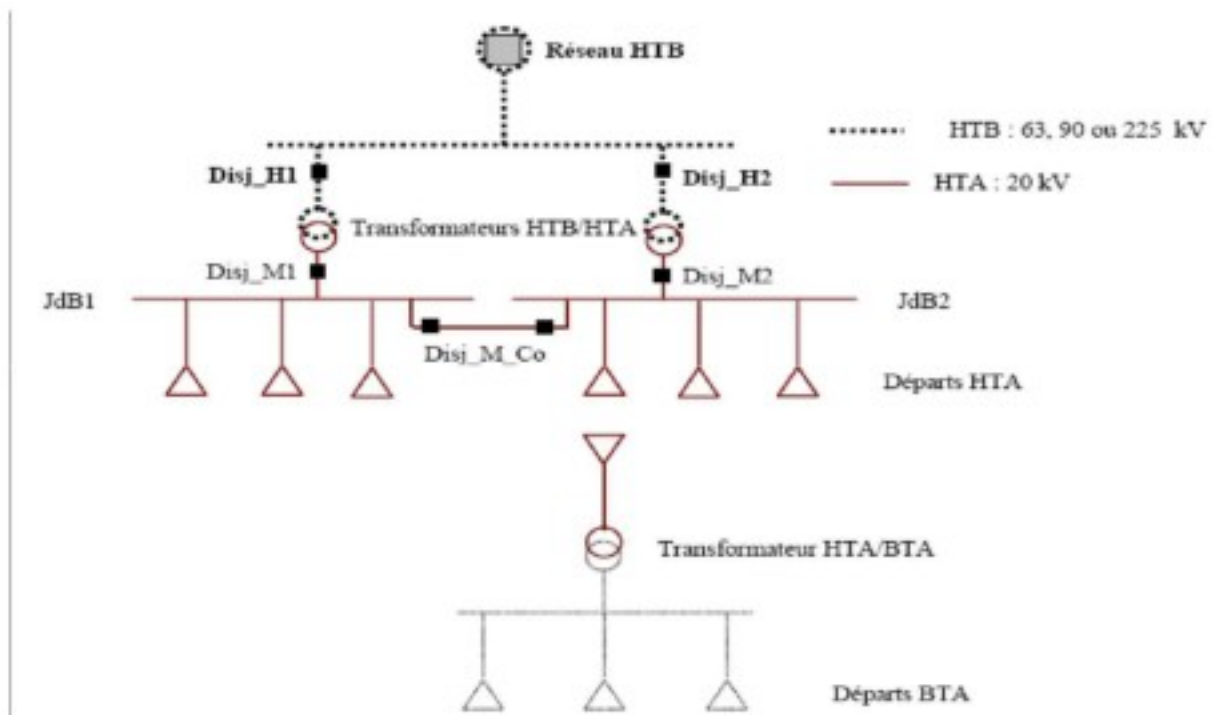 Réseau HTB
HTB : 63, 90 ou 225 kV
Disj_H1
Disj_H2
HTA : 20 kV
Transformateurs HTB/HTA
Disj_M1
Disj_M2
JdB1
JdB2
Disj_M_Co
Départs HTA
Transformateur HTA/BTA
Départs BTA